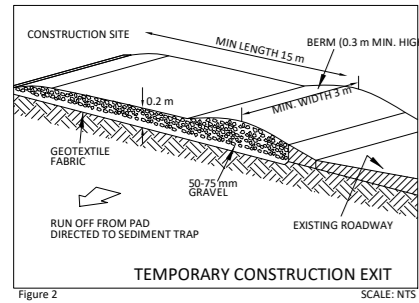 CONSTRUCTION SITE
MIN LENGTH 15 m
BERM (0.3 m MIN. HIG
0.2 m
MIN. WIDTH 3 m
GEOTEXTILE
FABRIC
50-75 mm
GRAVEL
RUN OFF FROM PAD
DIRECTED TO SEDIMENT TRAP
EXISTING ROADWAY
TEMPORARY CONSTRUCTION EXIT
Figure 2
SCALE: NTS